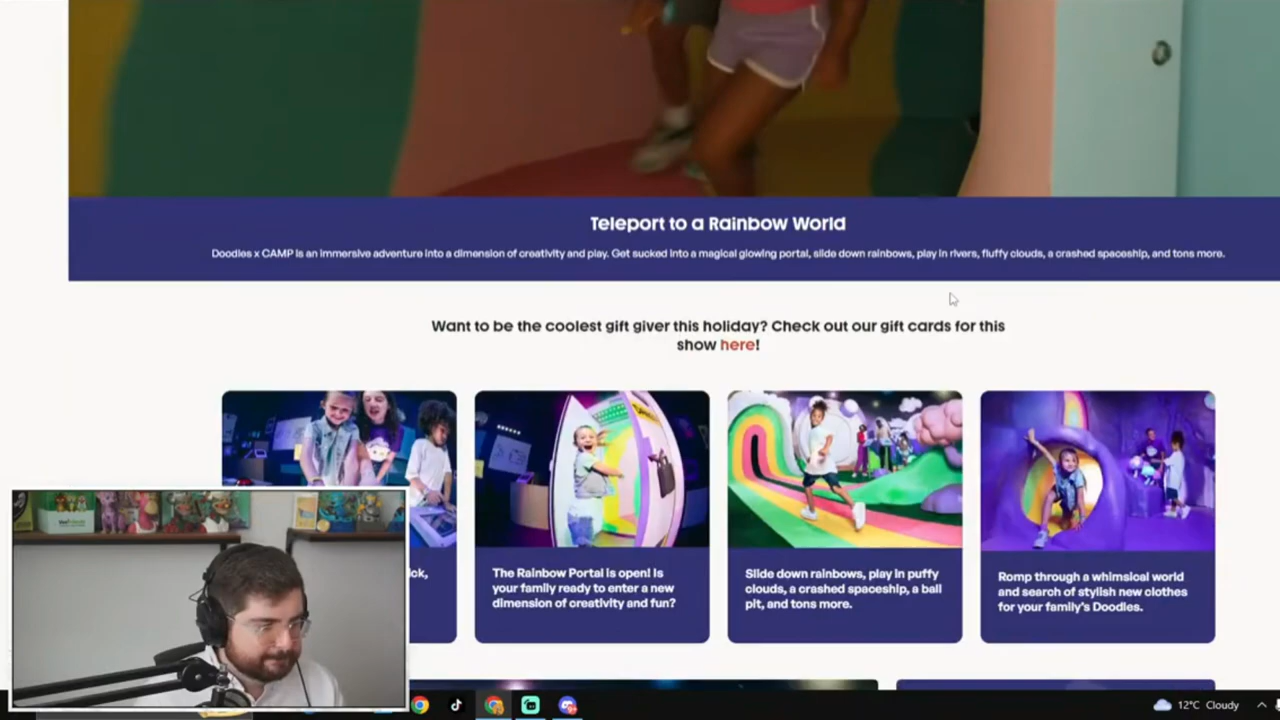 Teleport to a Rainbow World
Doodles x CAMP is an immersive adventure into a dimension of creativity and play. Get sucked into a magical glowing portal, slide down rainbows, play in rivers, fluffy clouds, a crashed spaceship, and tons more.
Want to be the coolest gift giver this holiday? Check out our gift cards for this
show here!
The Rainbow Portal is open! Is
your family ready to enter a new
dimension of creativity and fun?
Slide down rainbows, play in puffy
clouds, a crashed spaceship, a ball
pit, and tons more.
Romp through a whimsical world
and search of stylish new clothes
for your family's Doodles.
12°C Cloudy